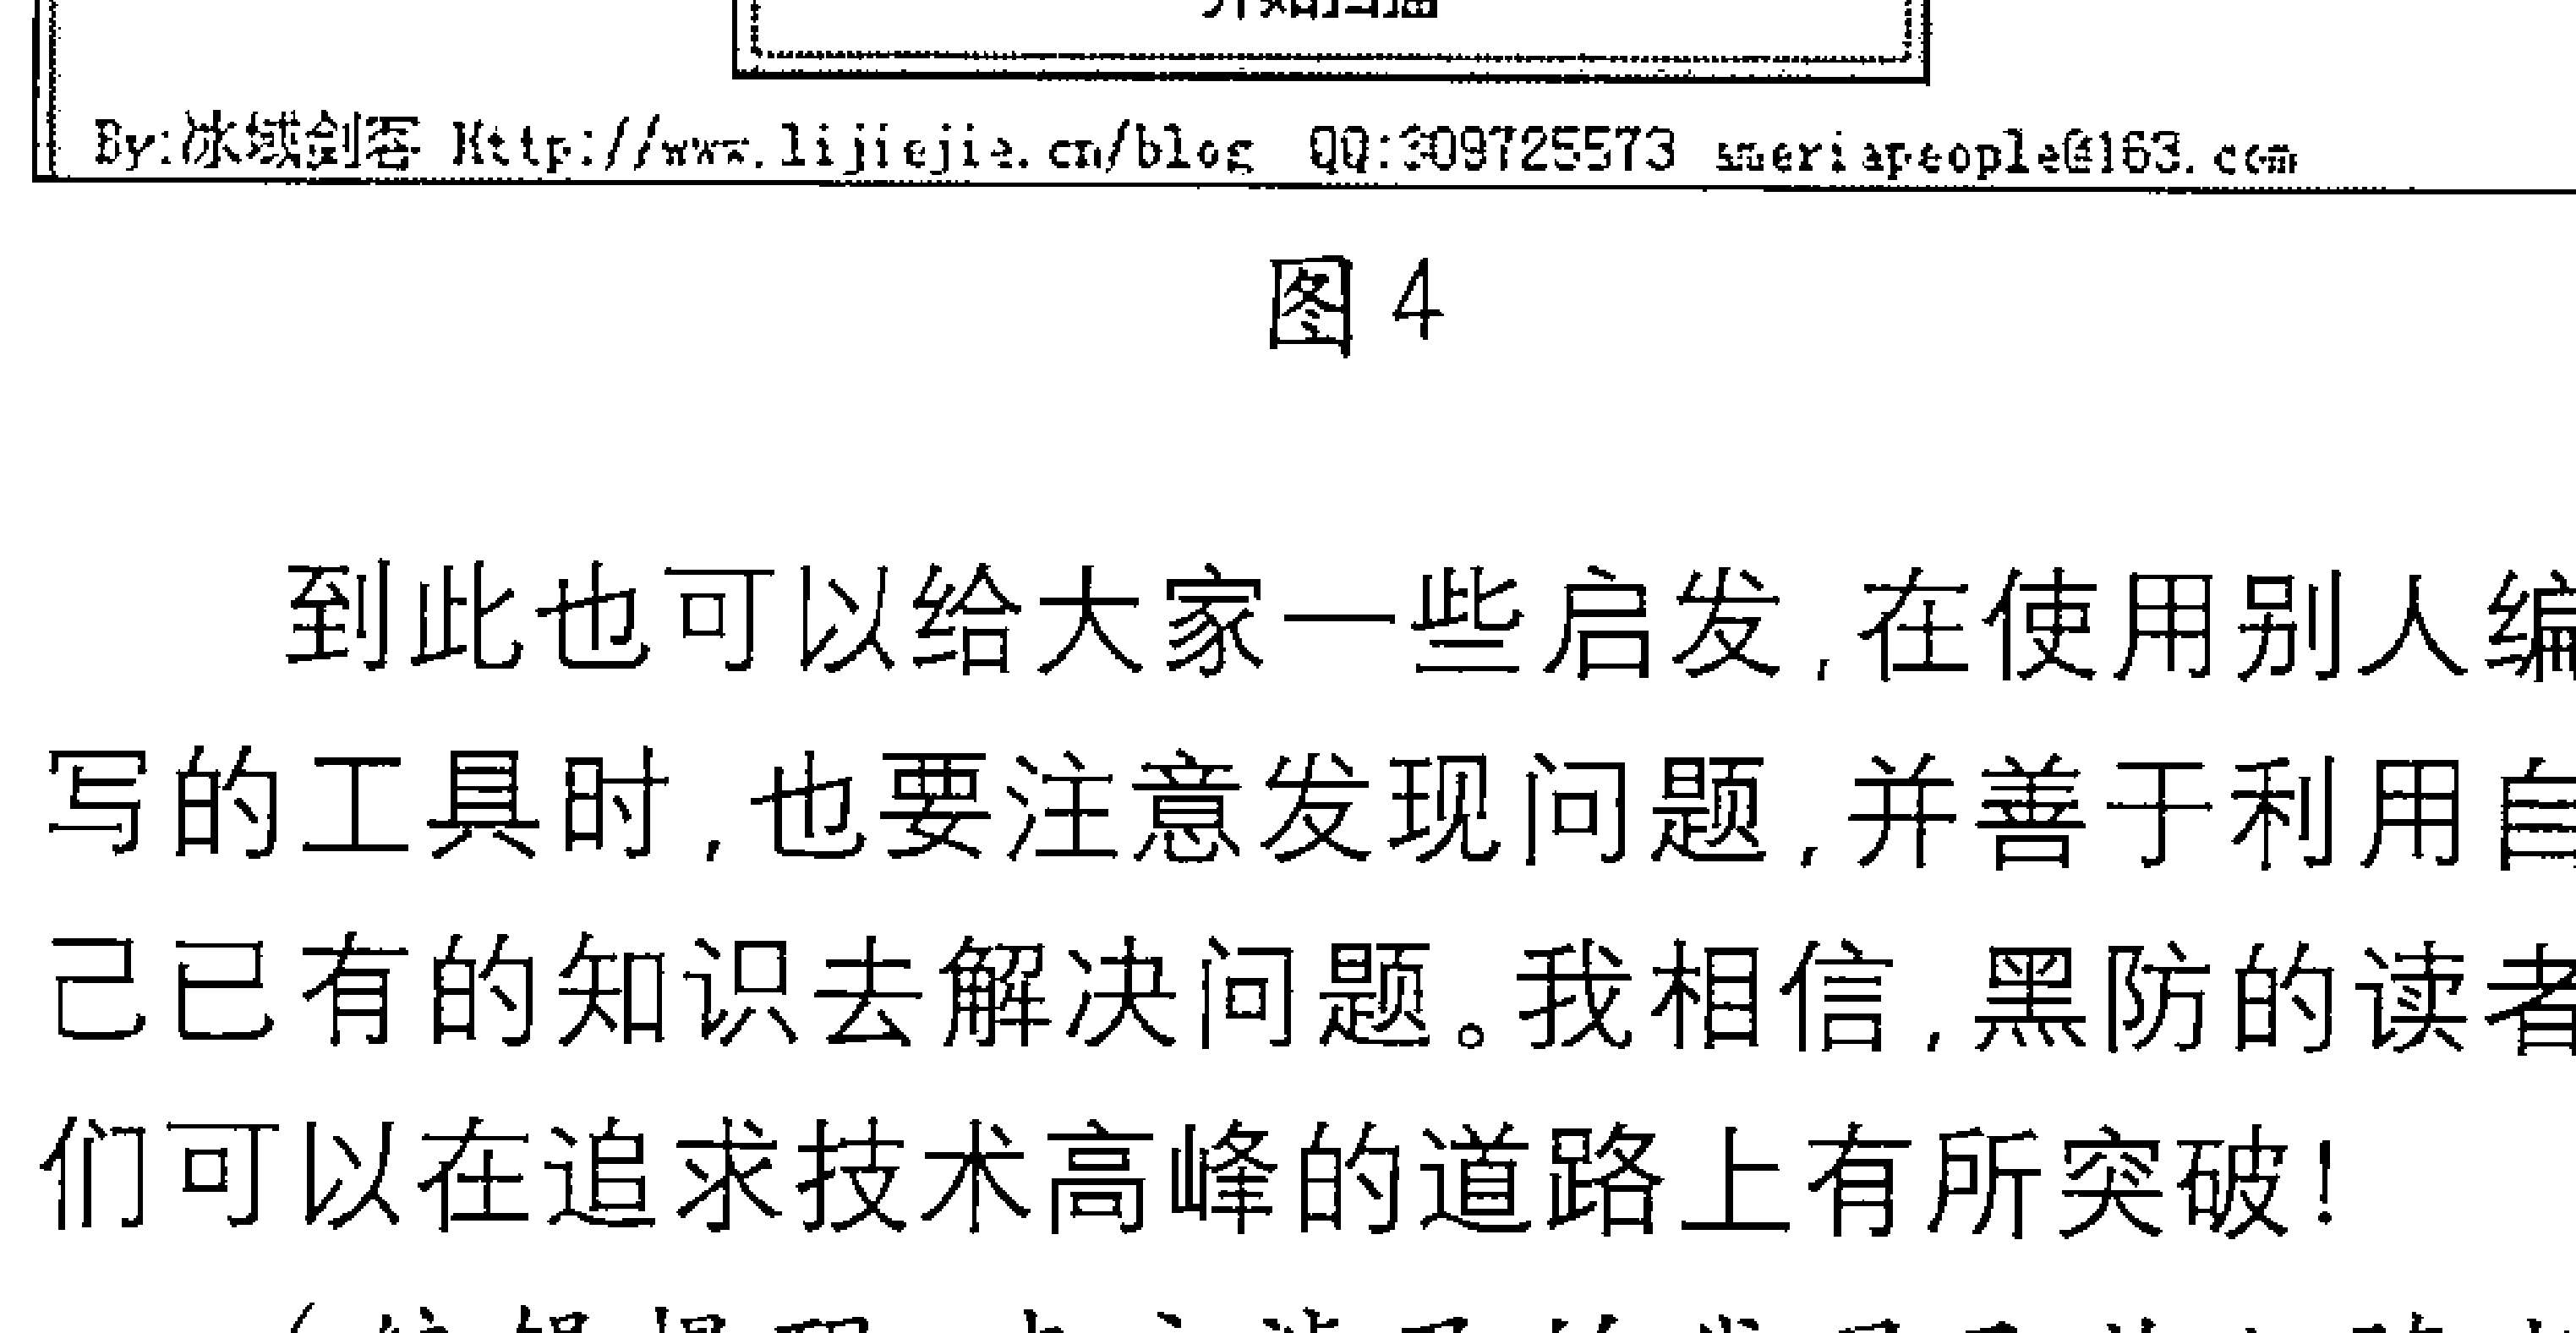 By:冰域剑客 Http://www.lijiejie.cn/blog QQ:309725573 @163.com
图 4
到此也可以给大家一些启发,在使用别人编
写的工具时,也要注意发现问题,并善于利用自
己已有的知识去解决问题。我相信,黑防的读者
们可以在追求技术高峰的道路上有所突破!